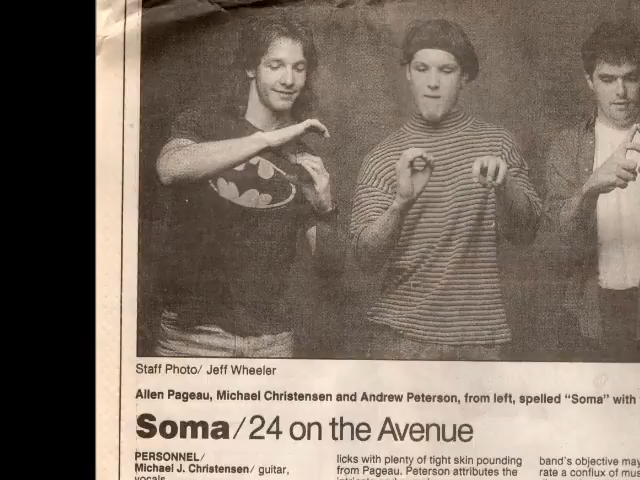 Staff Photo/ Jeff Wheeler
Allen Pageau, Michael Christensen and Andrew Peterson, from left, spelled “Soma” with
Soma/24 on the Avenue
PERSONNEL/
Michael J. Christensen/ guitar,
vocals
licks with plenty of tight skin pounding
from Pageau. Peterson attributes the
band's objective may
rate a conflux of mus